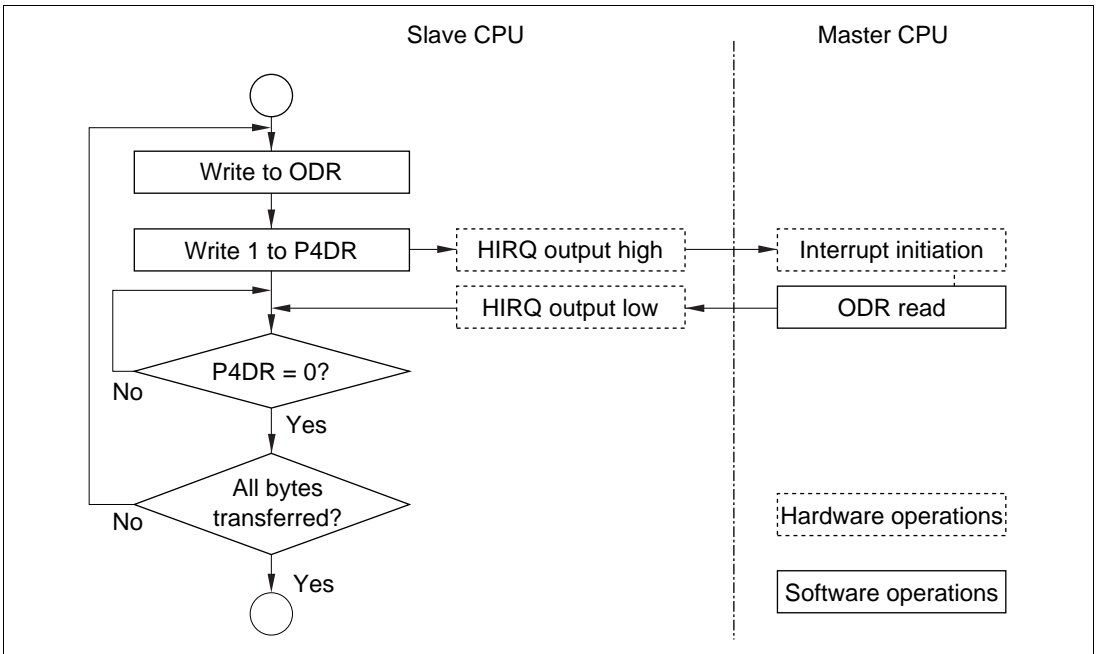 Slave CPU
Master CPU
Write to ODR
Write 1 to P4DR
HIRQ output high
Interrupt initiation
HIRQ output low
ODR read
P4DR = 0?
No
Yes
All bytes
transferred?
No
Yes
Hardware operations
Software operations